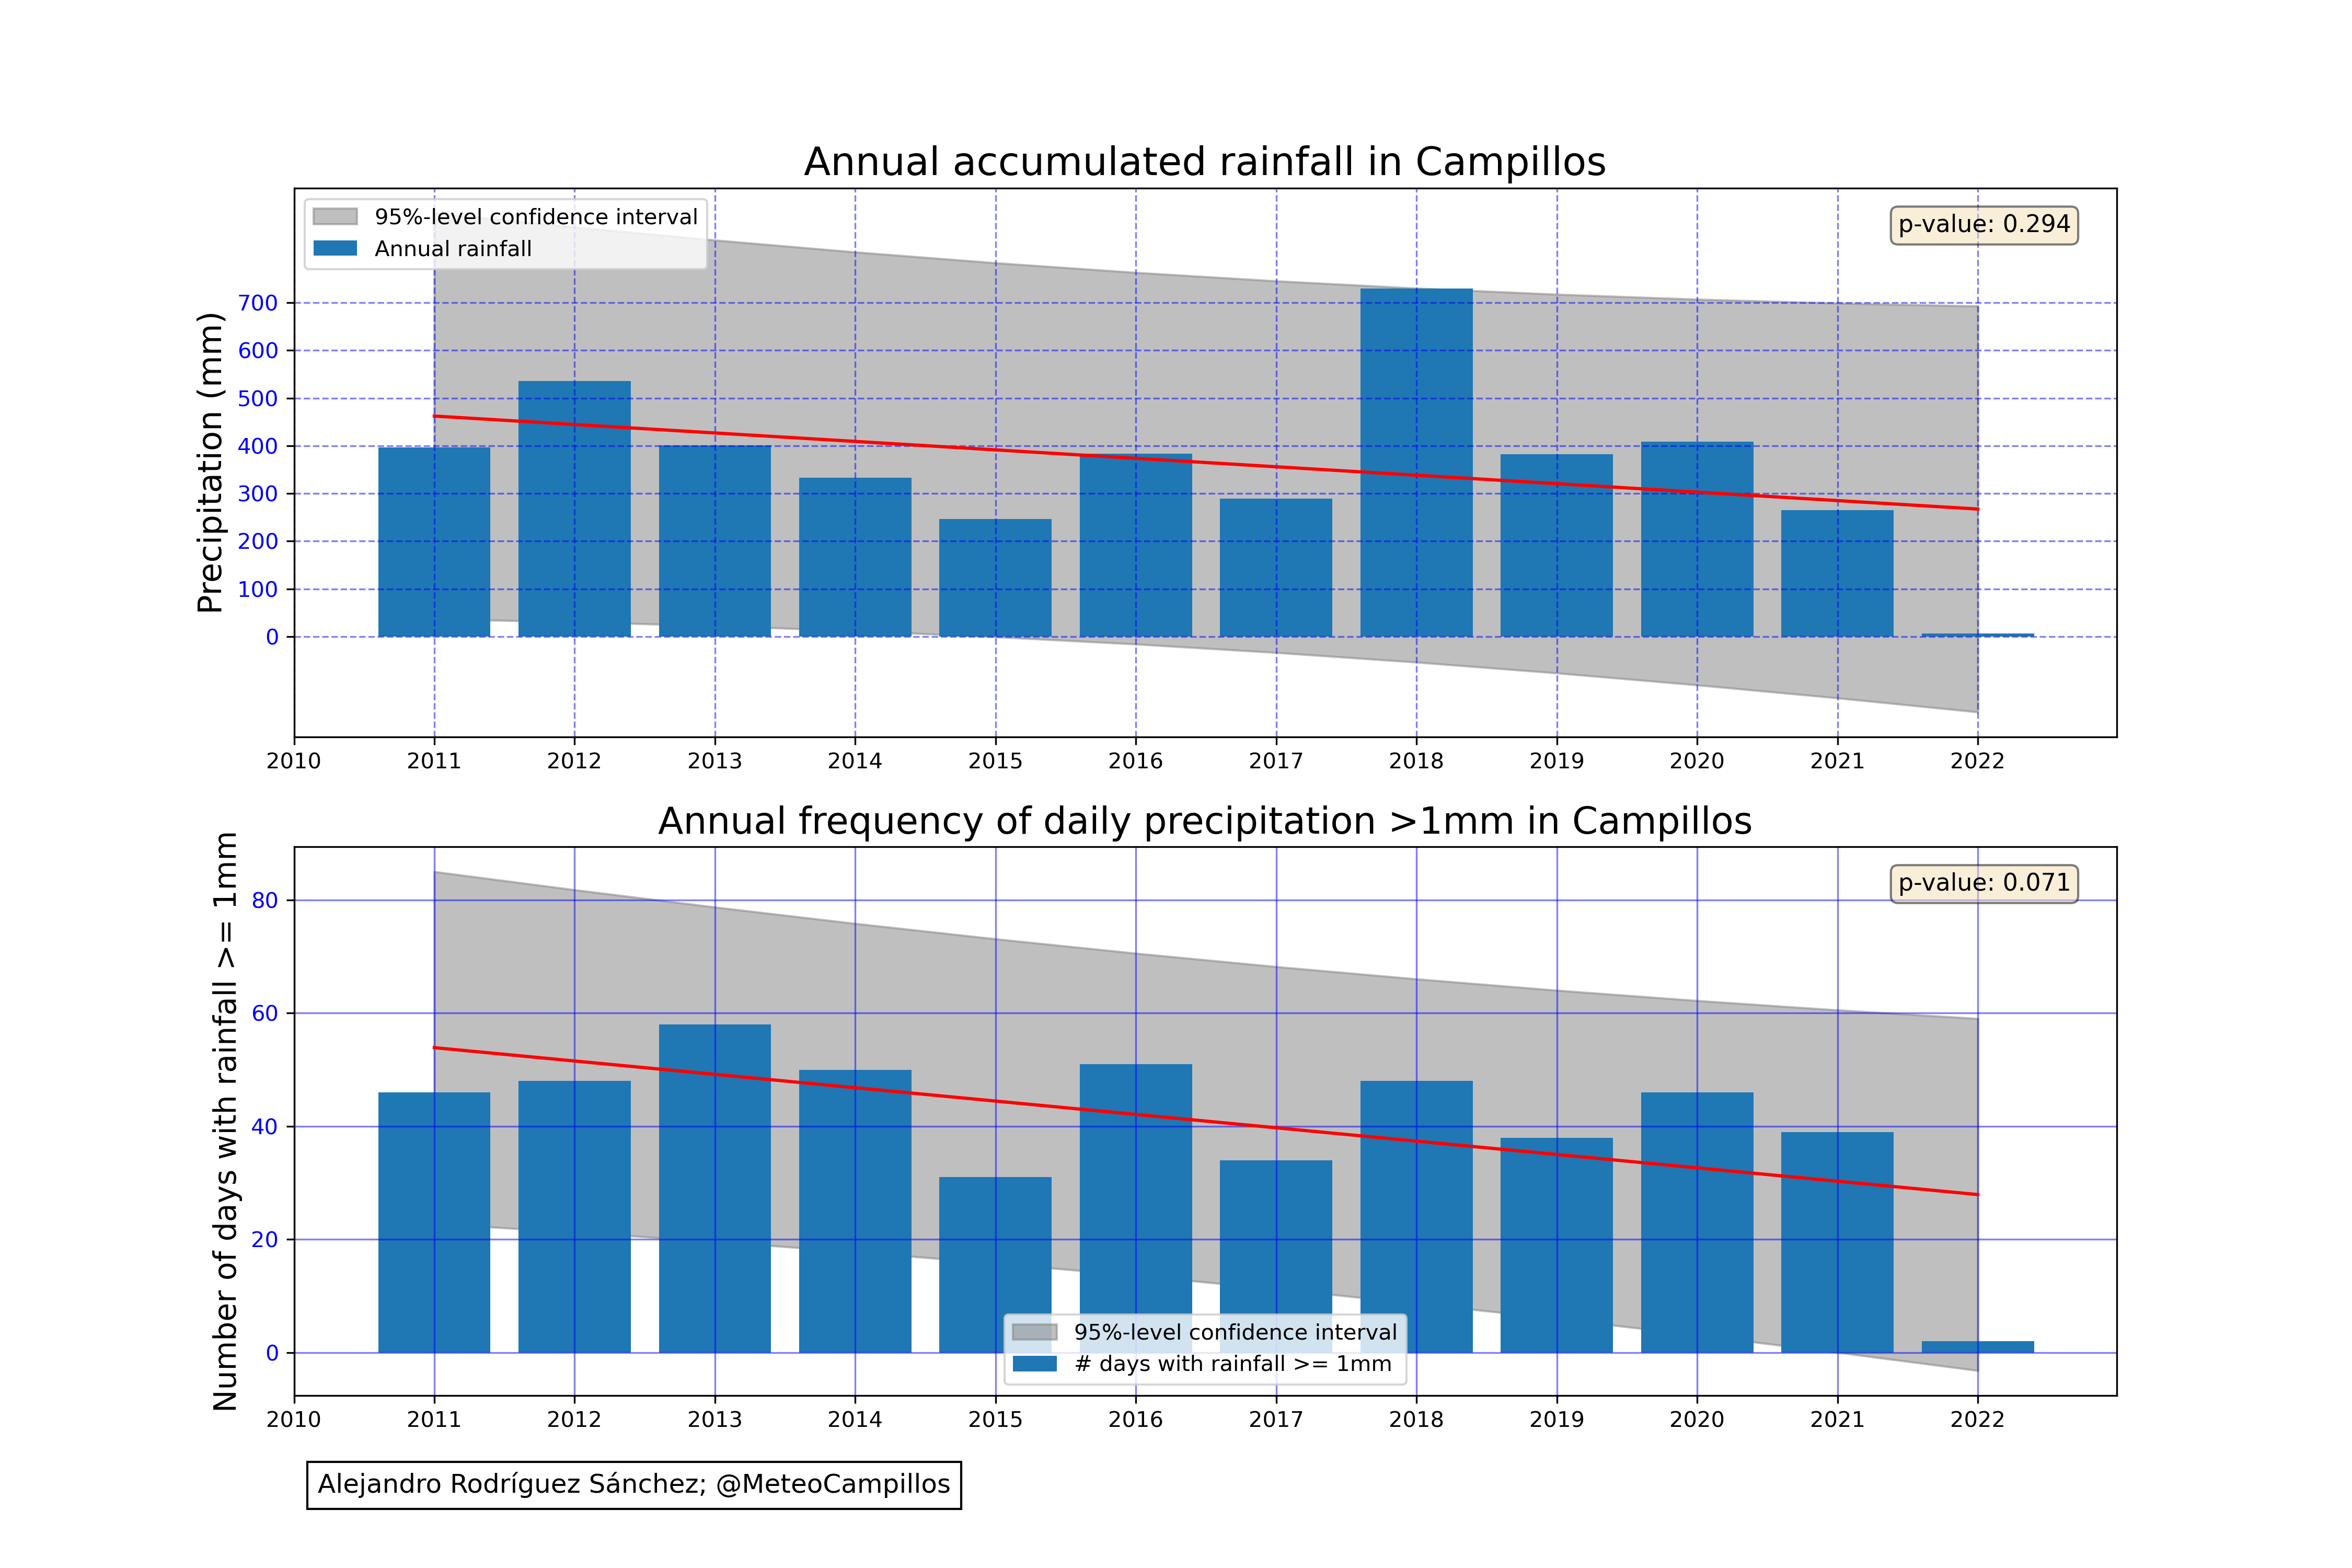 Annual accumulated rainfall in Campillos
95%-level confidence interval
Annual rainfall
p-value: 0.294
Precipitation (mm)
700
600
500
400
300
200
100
0
2010 2011 2012 2013 2014 2015 2016 2017 2018 2019 2020 2021 2022
Annual frequency of daily precipitation >1mm in Campillos
p-value: 0.071
Number of days with rainfall >= 1mm
80
60
40
20
0
95%-level confidence interval
# days with rainfall >= 1mm
2010 2011 2012 2013 2014 2015 2016 2017 2018 2019 2020 2021 2022
Alejandro Rodríguez Sánchez; @MeteoCampillos